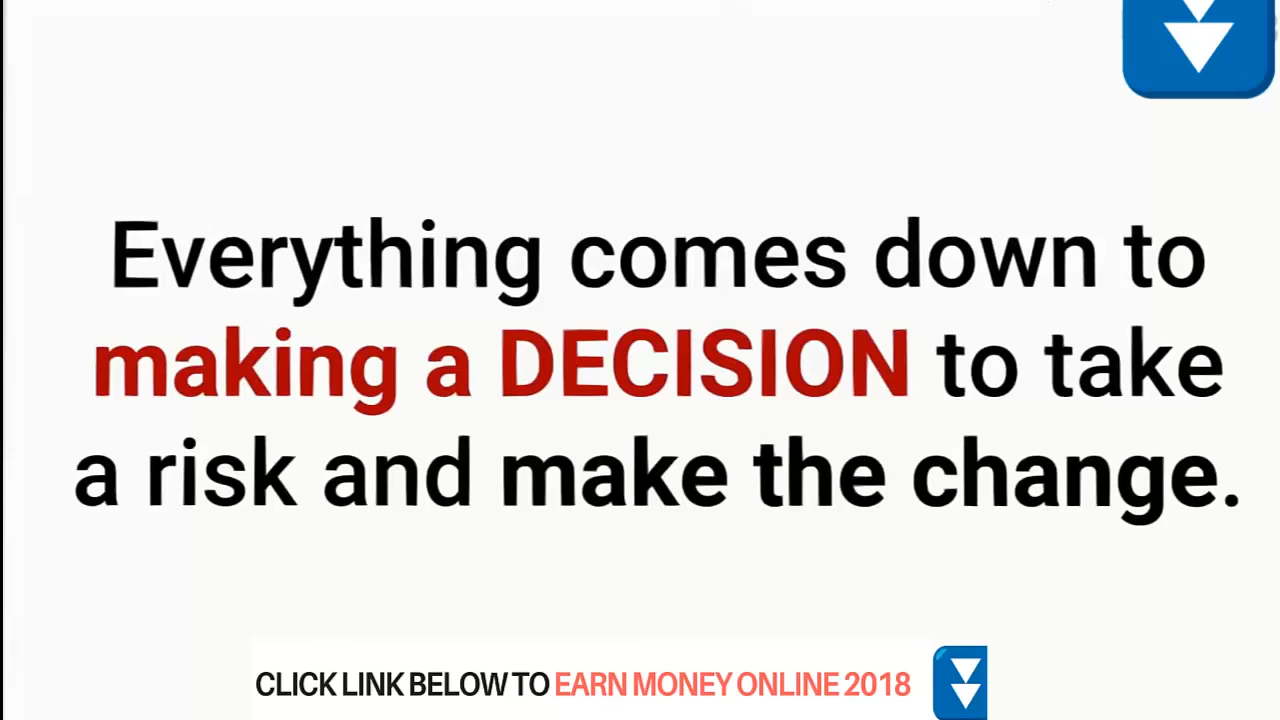 Everything comes down to
making a DECISION to take
a risk and make the change.
CLICK LINK BELOW TO EARN MONEY ONLINE 2018